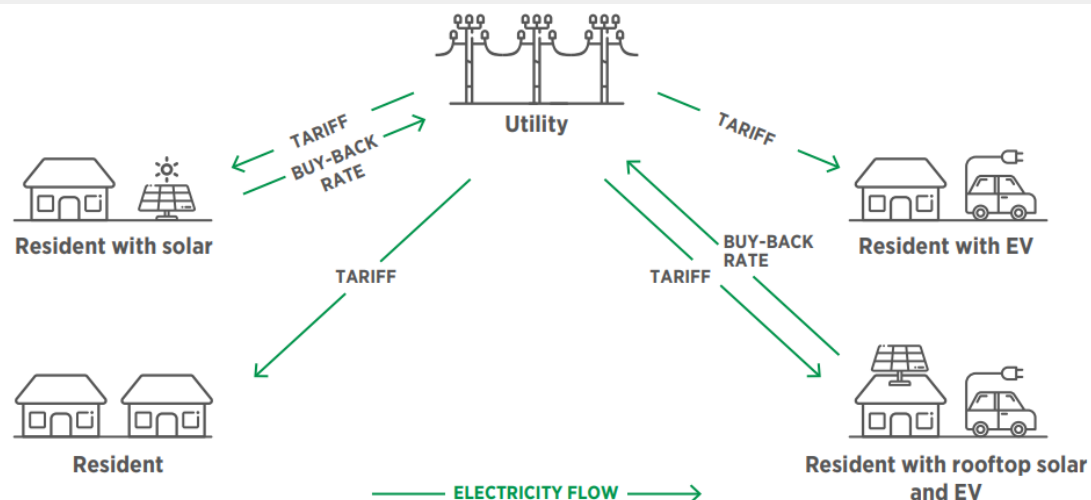 Utility
TARIFF
BUY-BACK
RATE
TARIFF
Resident with solar
Resident with EV
TARIFF
TARIFF
BUY-BACK
RATE
Resident
Resident with rooftop solar
and EV
ELECTRICITY FLOW